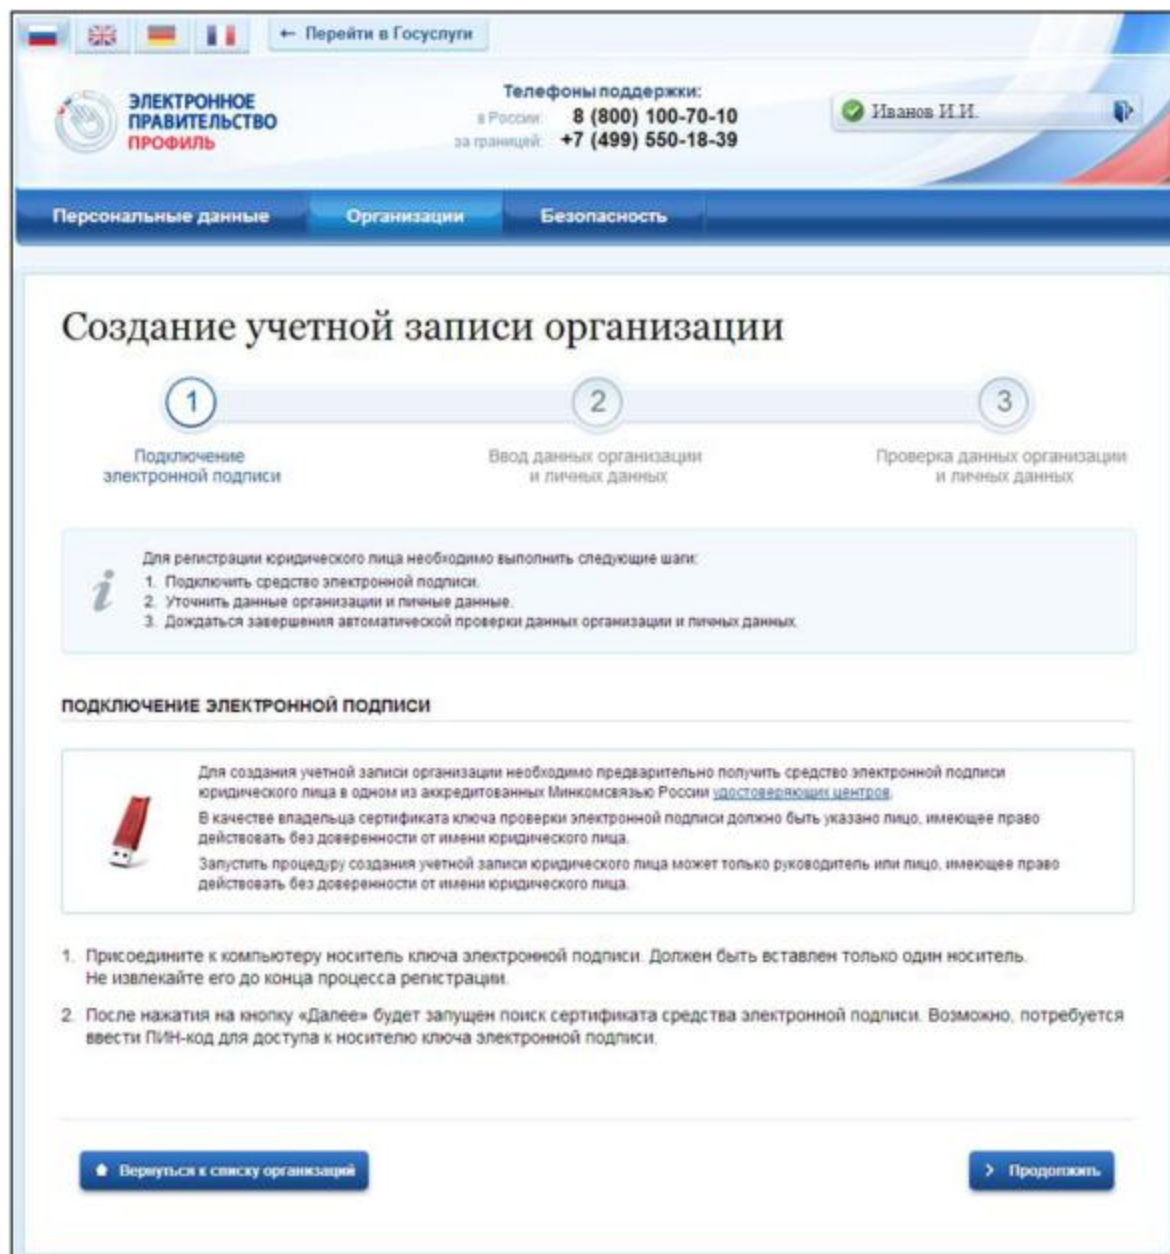 ← Перейти в Госуслуги
ЭЛЕКТРОННОЕ
ПРАВИТЕЛЬСТВО
ПРОФИЛЬ
Телефоны поддержки:
в России: 8 (800) 100-70-10
за границей: +7 (499) 550-18-39
Иванов И.И.
Персональные данные Организации Безопасность
Создание учетной записи организации
1 2 3
Подключение
электронной подписи
Ввод данных организации
и личных данных
Проверка данных организации
и личных данных
Для регистрации юридического лица необходимо выполнить следующие шаги:
1. Подключить средство электронной подписи.
2. Уточнить данные организации и личные данные.
3. Дождаться завершения автоматической проверки данных организации и личных данных.
ПОДКЛЮЧЕНИЕ ЭЛЕКТРОННОЙ ПОДПИСИ
Для создания учетной записи организации необходимо предварительно получить средство электронной подписи
юридического лица в одном из аккредитованных Минкомсвязью России удостоверяющих центров.
В качестве владельца сертификата ключа проверки электронной подписи должно быть указано лицо, имеющее право
действовать без доверенности от имени юридического лица.
Запустить процедуру создания учетной записи юридического лица может только руководитель или лицо, имеющее право
действовать без доверенности от имени юридического лица.
1. Присоедините к компьютеру носитель ключа электронной подписи. Должен быть вставлен только один носитель.
Не извлекайте его до конца процесса регистрации.
2. После нажатия на кнопку «Далее» будет запущен поиск сертификата средства электронной подписи. Возможно, потребуется
ввести ПИН-код для доступа к носителю ключа электронной подписи.
Вернуться к списку организаций
> Продолжить